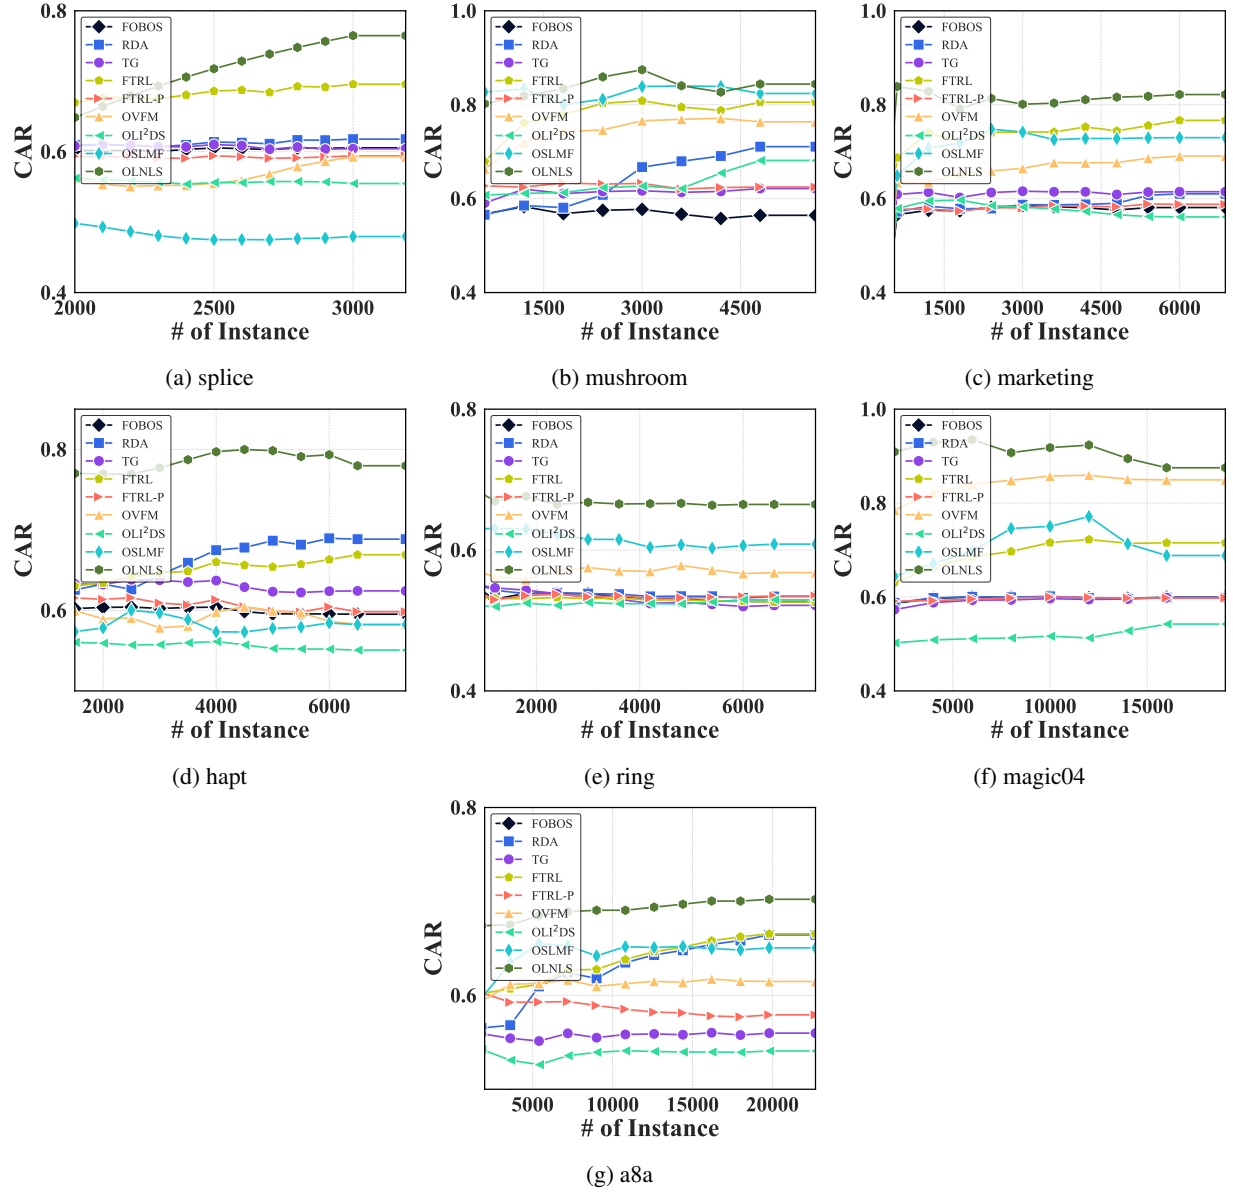 0.8
0.6
0.4
CAR
FOBOS
RDA
TG
FTRL
FTRL-P
OVFM
OLI²DS
OSLMF
OLNLS
2000 2500 3000
# of Instance
(a) splice
1.0
0.8
0.6
0.4
CAR
FOBOS
RDA
TG
FTRL
FTRL-P
OVFM
OLI²DS
OSLMF
OLNLS
1500 3000 4500
# of Instance
(b) mushroom
1.0
0.8
0.6
0.4
CAR
FOBOS
RDA
TG
FTRL
FTRL-P
OVFM
OLI²DS
OSLMF
OLNLS
1500 3000 4500 6000
# of Instance
(c) marketing
0.8
0.6
CAR
FOBOS
RDA
TG
FTRL
FTRL-P
OVFM
OLI²DS
OSLMF
OLNLS
2000 4000 6000
# of Instance
(d) hapt
0.8
0.6
0.4
CAR
FOBOS
RDA
TG
FTRL
FTRL-P
OVFM
OLI²DS
OSLMF
OLNLS
2000 4000 6000
# of Instance
(e) ring
1.0
0.8
0.6
0.4
CAR
FOBOS
RDA
TG
FTRL
FTRL-P
OVFM
OLI²DS
OSLMF
OLNLS
5000 10000 15000
# of Instance
(f) magic04
0.8
0.6
CAR
FOBOS
RDA
TG
FTRL
FTRL-P
OVFM
OLI²DS
OSLMF
OLNLS
5000 10000 15000 20000
# of Instance
(g) a8a